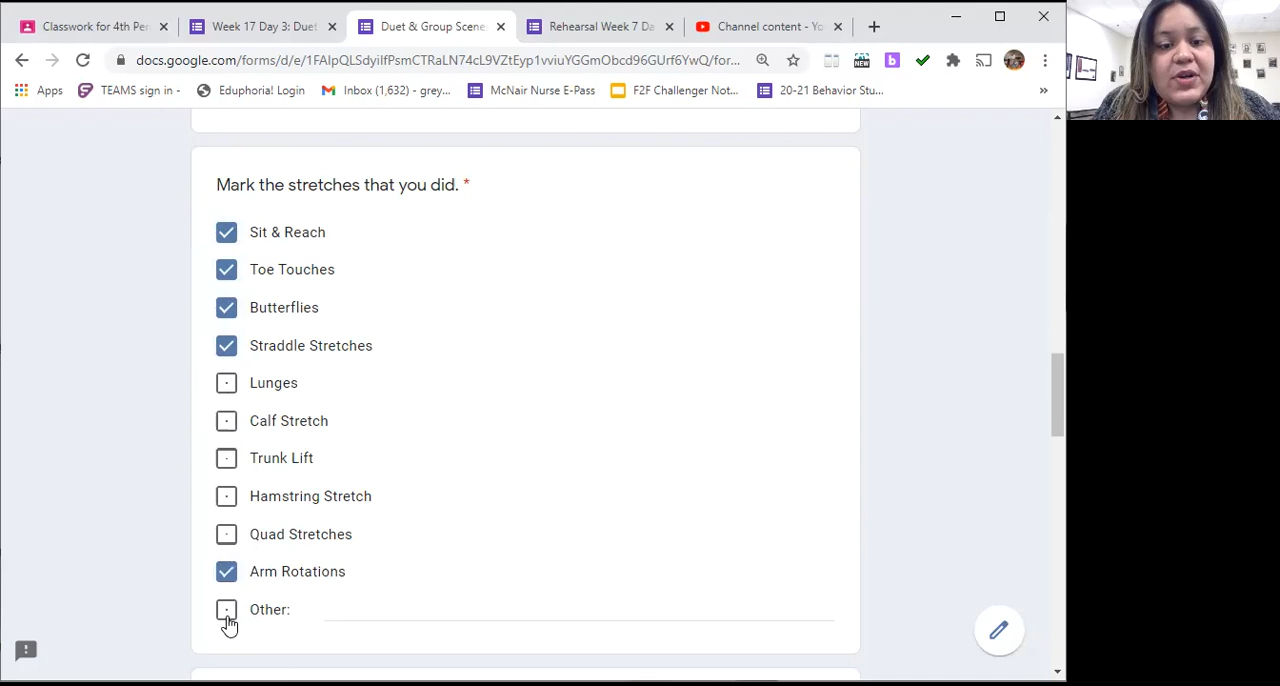 Classwork for 4th Per
Week 17 Day 3: Duet
Duet & Group Scene
Rehearsal Week 7 Da
Channel content - Yo
docs.google.com/forms/d/e/1FAIpQLSdyiIfPsmCTRaLN74cL9VZtEyp1vviuYGGmObcd96GUrf6YwQ/for...
NEW
b
Apps
TEAMS sign in -
Eduphoria! Login
Inbox (1,632) - grey...
McNair Nurse E-Pass
F2F Challenger Not...
20-21 Behavior Stu...
»
Mark the stretches that you did. *
Sit & Reach
Toe Touches
Butterflies
Straddle Stretches
Lunges
Calf Stretch
Trunk Lift
Hamstring Stretch
Quad Stretches
Arm Rotations
Other: